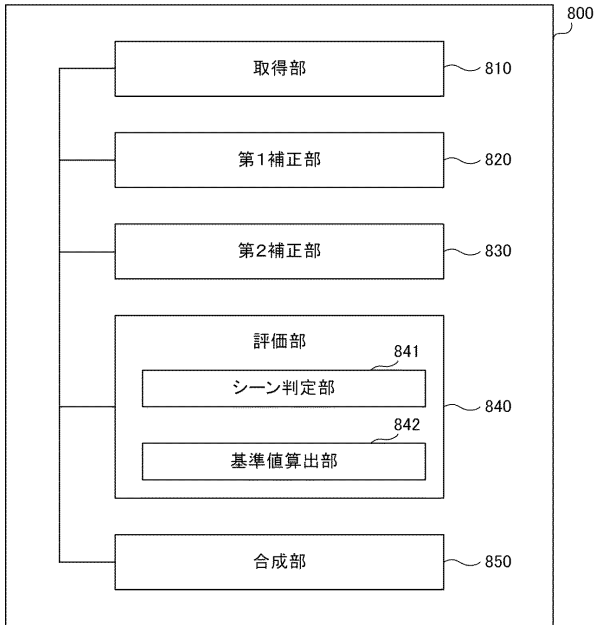 800
取得部 810
第1補正部 820
第2補正部 830
評価部
841
シーン判定部
840
842
基準値算出部
合成部 850